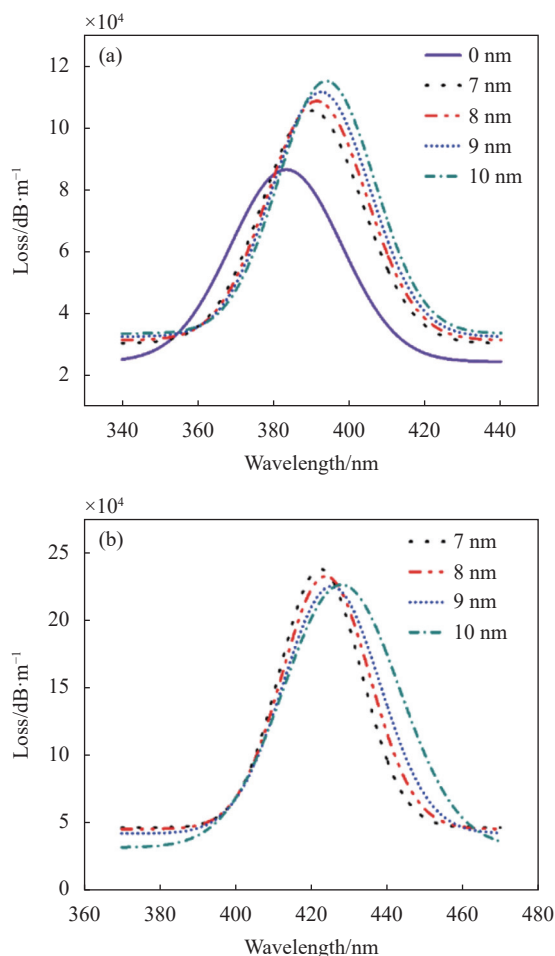 ×10⁴
(a)
0 nm
7 nm
8 nm
9 nm
10 nm
12
10
8
6
4
2
Loss/dB·m⁻¹
340 360 380 400 420 440
Wavelength/nm
×10⁴
(b)
7 nm
8 nm
9 nm
10 nm
25
20
15
10
5
0
Loss/dB·m⁻¹
360 380 400 420 440 460 480
Wavelength/nm